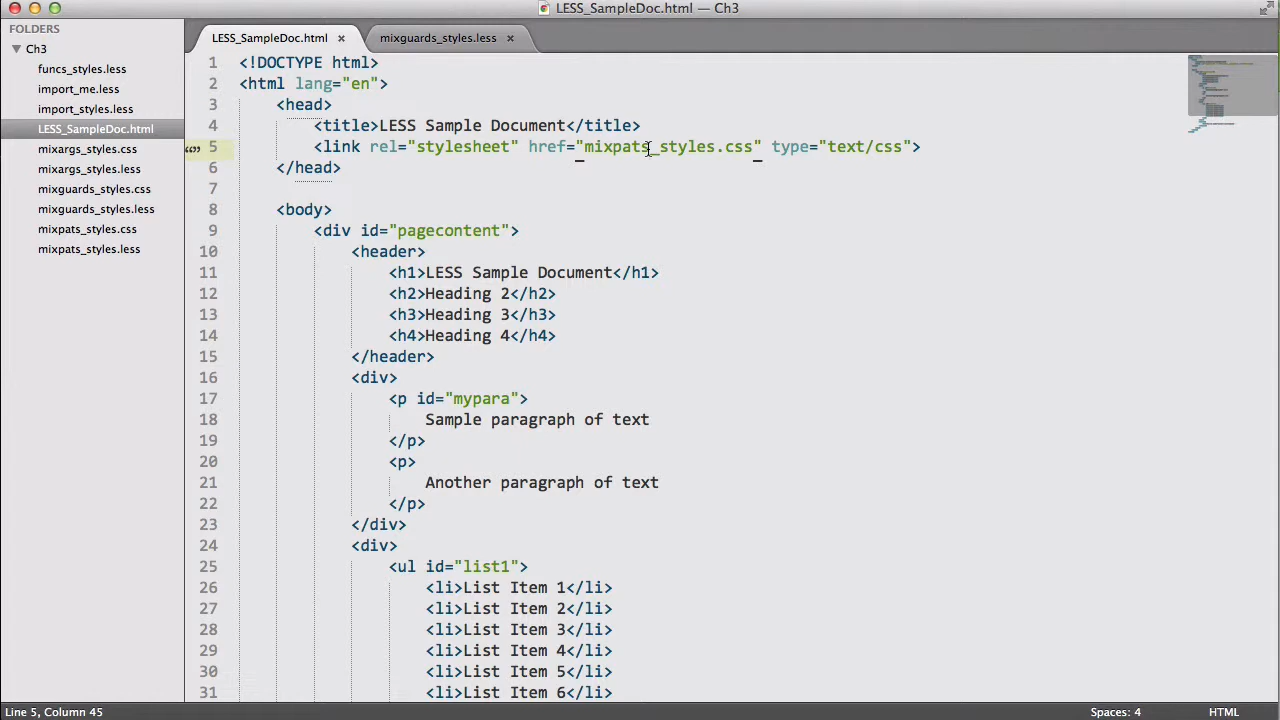 LESS_SampleDoc.html — Ch3
FOLDERS
Ch3
funcs_styles.less
import_me.less
import_styles.less
LESS_SampleDoc.html
mixargs_styles.css
mixargs_styles.less
mixguards_styles.css
mixguards_styles.less
mixpats_styles.css
mixpats_styles.less
LESS_SampleDoc.html × mixguards_styles.less ×
1 <!DOCTYPE html>
2 <html lang="en">
3 <head>
4 <title>LESS Sample Document</title>
5 <link rel="stylesheet" href="mixpats_styles.css" type="text/css">
6 </head>
7
8 <body>
9 <div id="pagecontent">
10 <header>
11 <h1>LESS Sample Document</h1>
12 <h2>Heading 2</h2>
13 <h3>Heading 3</h3>
14 <h4>Heading 4</h4>
15 </header>
16 <div>
17 <p id="mypara">
18 Sample paragraph of text
19 </p>
20 <p>
21 Another paragraph of text
22 </p>
23 </div>
24 <div>
25 <ul id="list1">
26 <li>List Item 1</li>
27 <li>List Item 2</li>
28 <li>List Item 3</li>
29 <li>List Item 4</li>
30 <li>List Item 5</li>
31 <li>List Item 6</li>
Line 5, Column 45 Spaces: 4 HTML